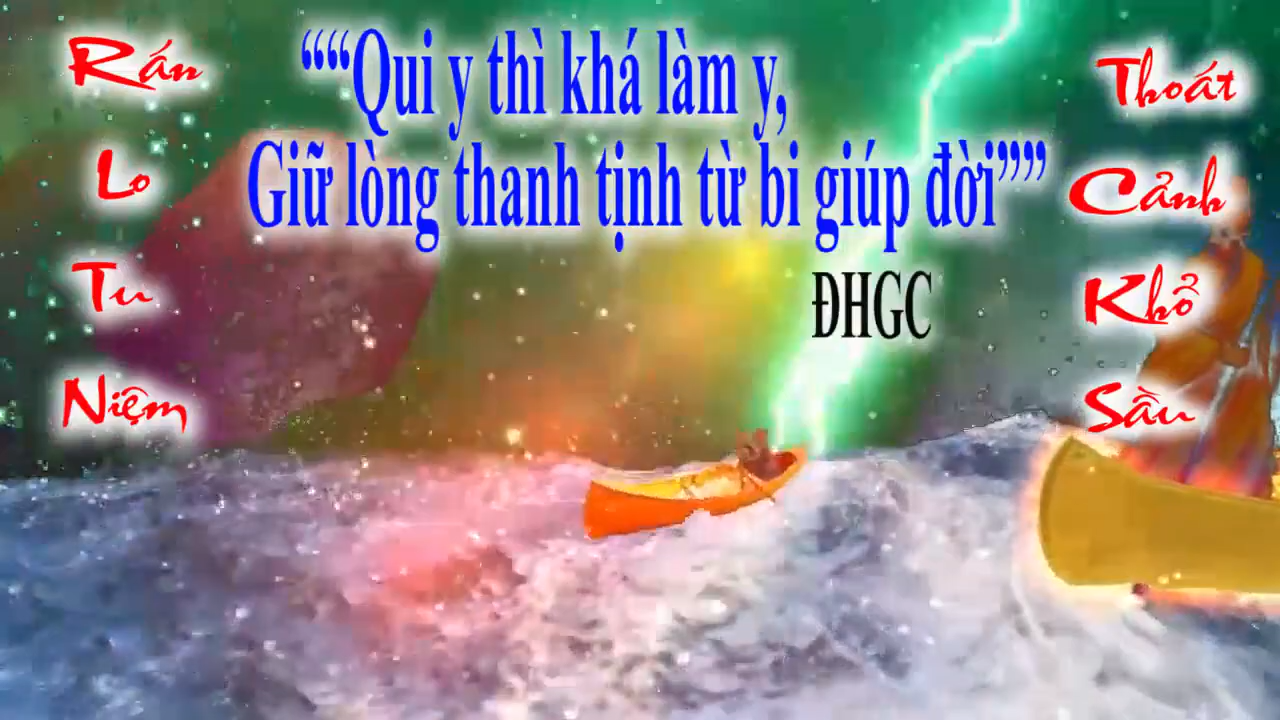 Rán
Lo
Tu
Niệm
““Qui y thì khá làm y,
Giữ lòng thanh tịnh từ bi giúp đời””
ĐHGC
Thoát
Cảnh
Khổ
Sầu